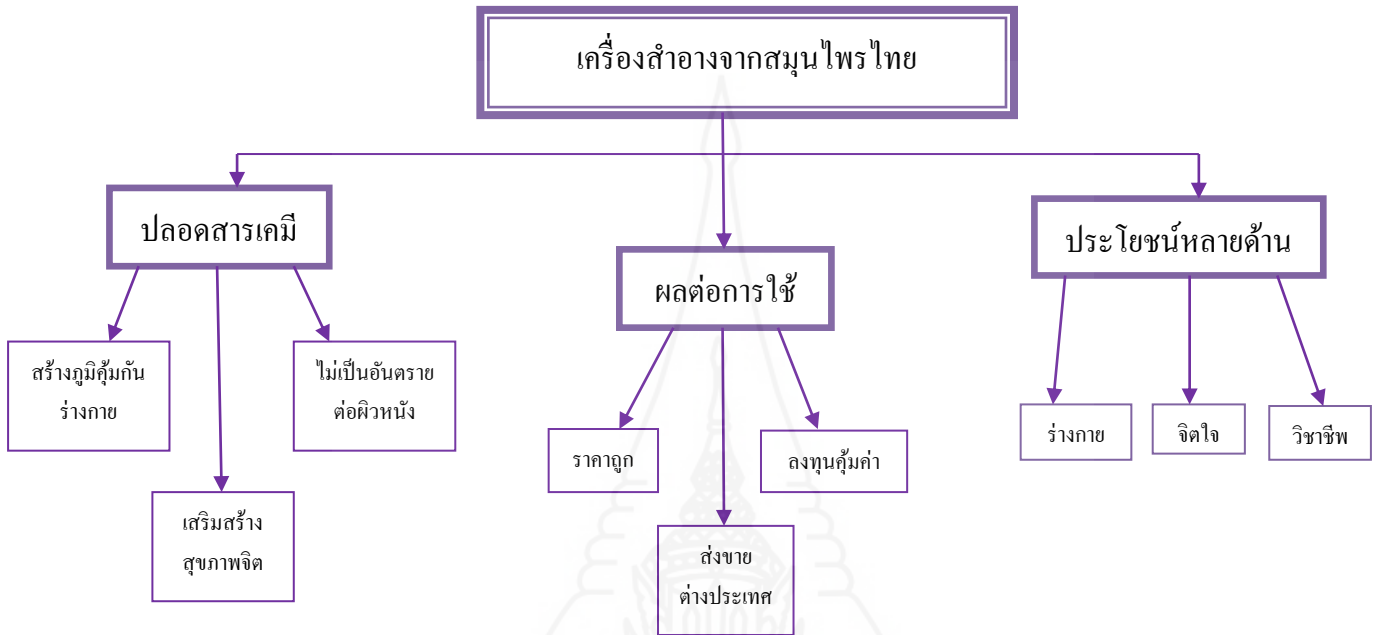 เครื่องสำอางจากสมุนไพรไทย
ปลอดสารเคมี
ผลต่อการใช้
ประโยชน์หลายด้าน
สร้างภูมิคุ้มกัน
ร่างกาย
เสริมสร้าง
สุขภาพจิต
ไม่เป็นอันตราย
ต่อผิวหนัง
ราคาถูก
ส่งขาย
ต่างประเทศ
ลงทุนคุ้มค่า
ร่างกาย
จิตใจ
วิชาชีพ